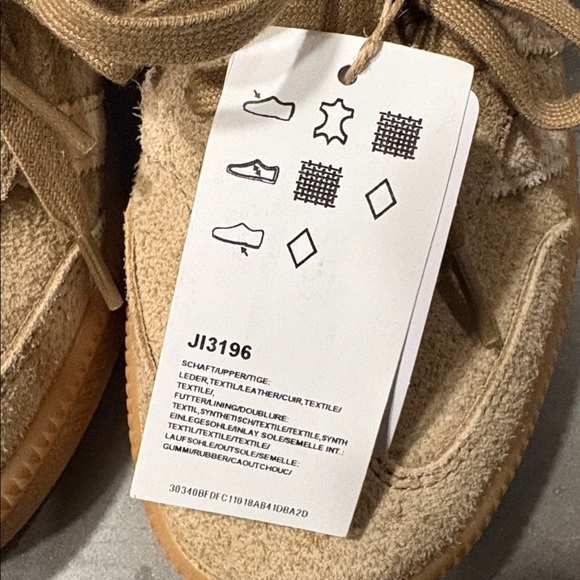 JI3196
SCHAFT/UPPER/TIGE:
LEDER,TEXTIL/LEATHER/CUIR,TEXTILE/
TEXTILE/,
FUTTER/LINING/DOUBLURE:
TEXTIL,SYNTHETISCH/TEXTILE/TEXTILE,SYNTH
EINLEGESOHLE/INLAY SOLE/SEMELLE INT.:
TEXTIL/TEXTILE/TEXTILE/
LAUFSOHLE/OUTSOLE/SEMELLE:
GUMMI/RUBBER/CAOUTCHOUC/
30340BFDFC11018AB41DBA2D